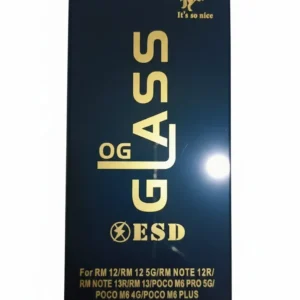 It's so nice
OG
GLASS
ESD
For RM 12/RM 12 5G/RM NOTE 12R/
RM NOTE 13R/RM 13/POCO M6 PRO 5G/
POCO M6 4G/POCO M6 PLUS